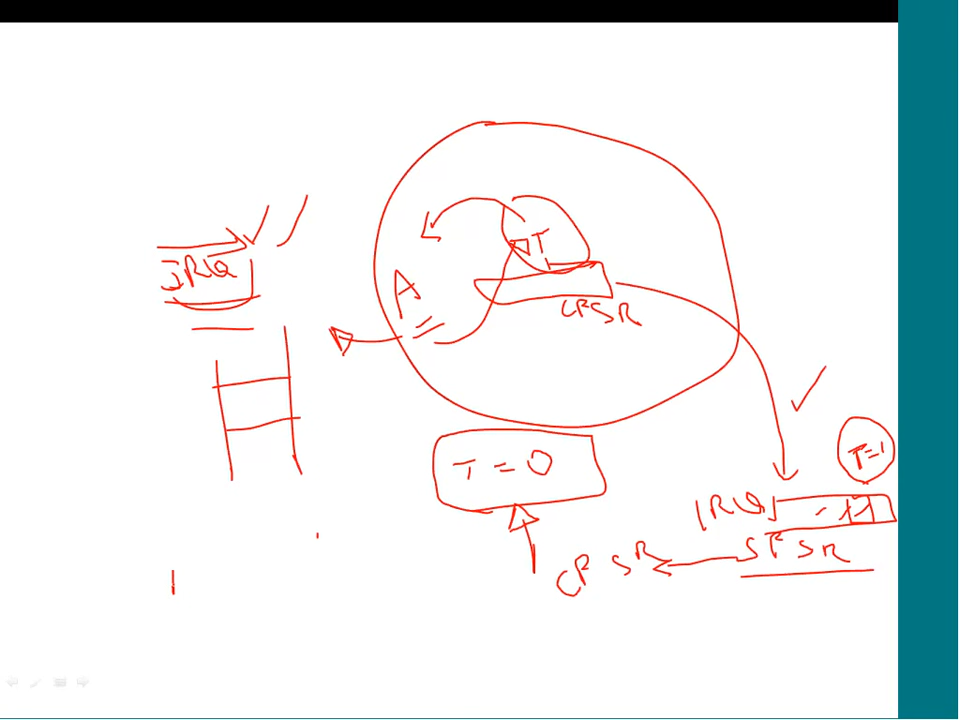 T
IRQ
A
CPSR
T = 0
T=1
IRQ
SPSR
CPSR